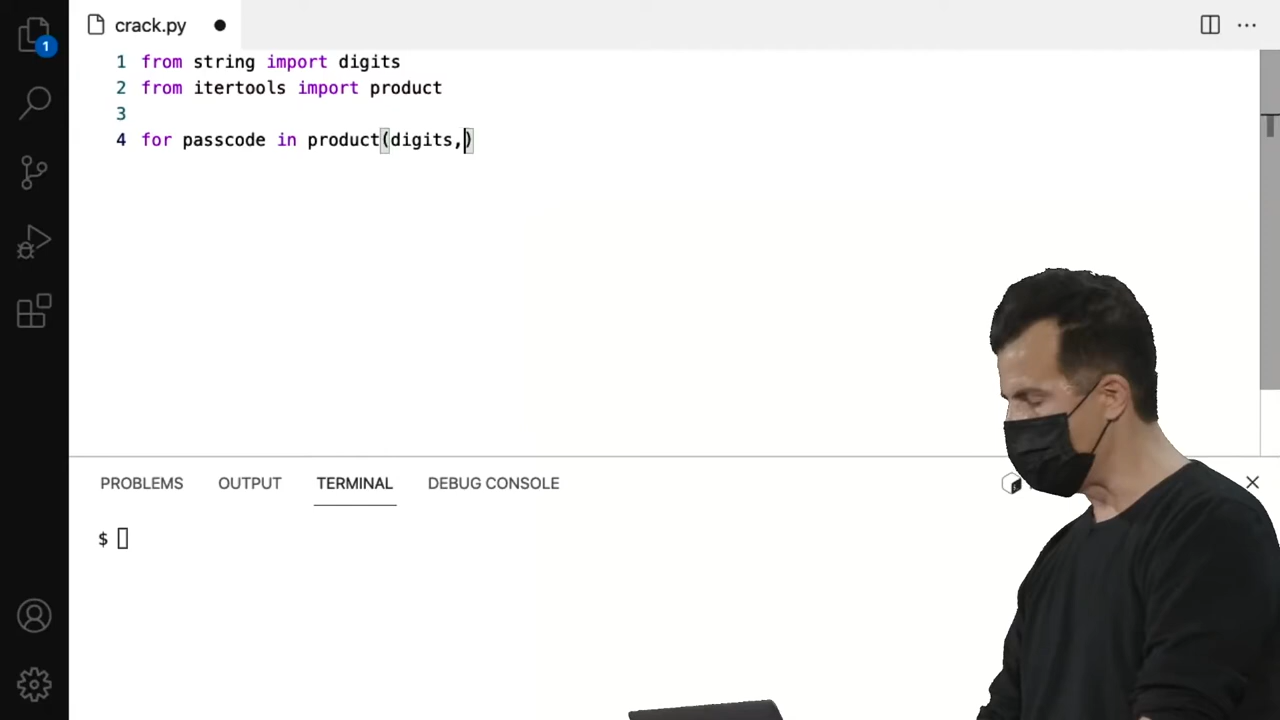 crack.py
1
1 from string import digits
2 from itertools import product
3
4 for passcode in product(digits,)
PROBLEMS OUTPUT TERMINAL DEBUG CONSOLE
$